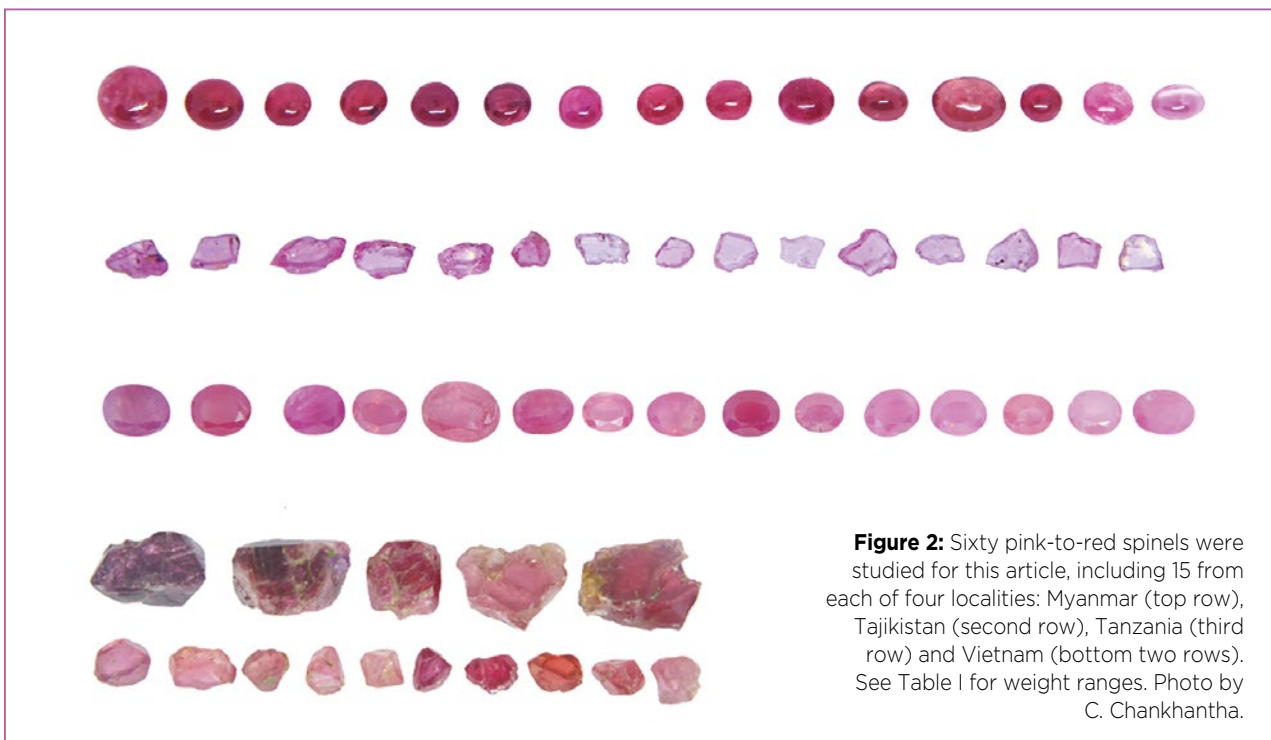 Figure 2: Sixty pink-to-red spinels were
studied for this article, including 15 from
each of four localities: Myanmar (top row),
Tajikistan (second row), Tanzania (third
row) and Vietnam (bottom two rows).
See Table I for weight ranges. Photo by
C. Chankhantha.